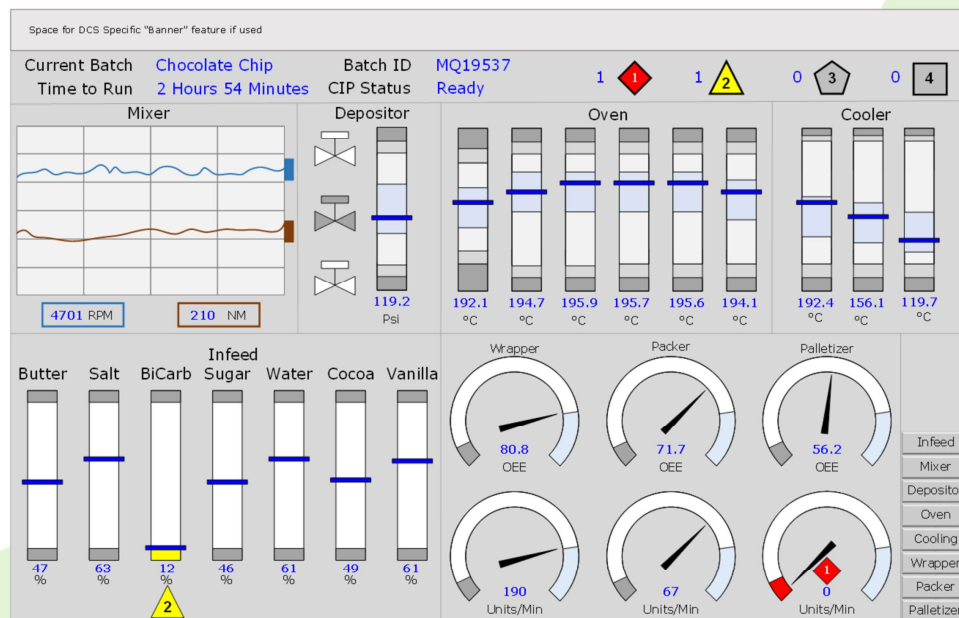 Space for DCS Specific "Banner" feature if used
Current Batch Chocolate Chip Batch ID MQ19537
Time to Run 2 Hours 54 Minutes CIP Status Ready
1 1 1 2 0 3 0 4
Mixer Depositor Oven Cooler
4701 RPM 210 NM
119.2 192.1 194.7 195.9 195.7 195.6 194.1 192.4 156.1 119.7
Psi °C °C °C °C °C °C °C °C °C
Infeed
Butter Salt BiCarb Sugar Water Cocoa Vanilla
47 63 12 46 61 49 61
% % % % % % %
2
Wrapper Packer Palletizer
80.8 71.7 56.2
OEE OEE OEE
1
190 67 0
Units/Min Units/Min Units/Min
Infeed
Mixer
Deposito
Oven
Cooling
Wrapper
Packer
Palletizer